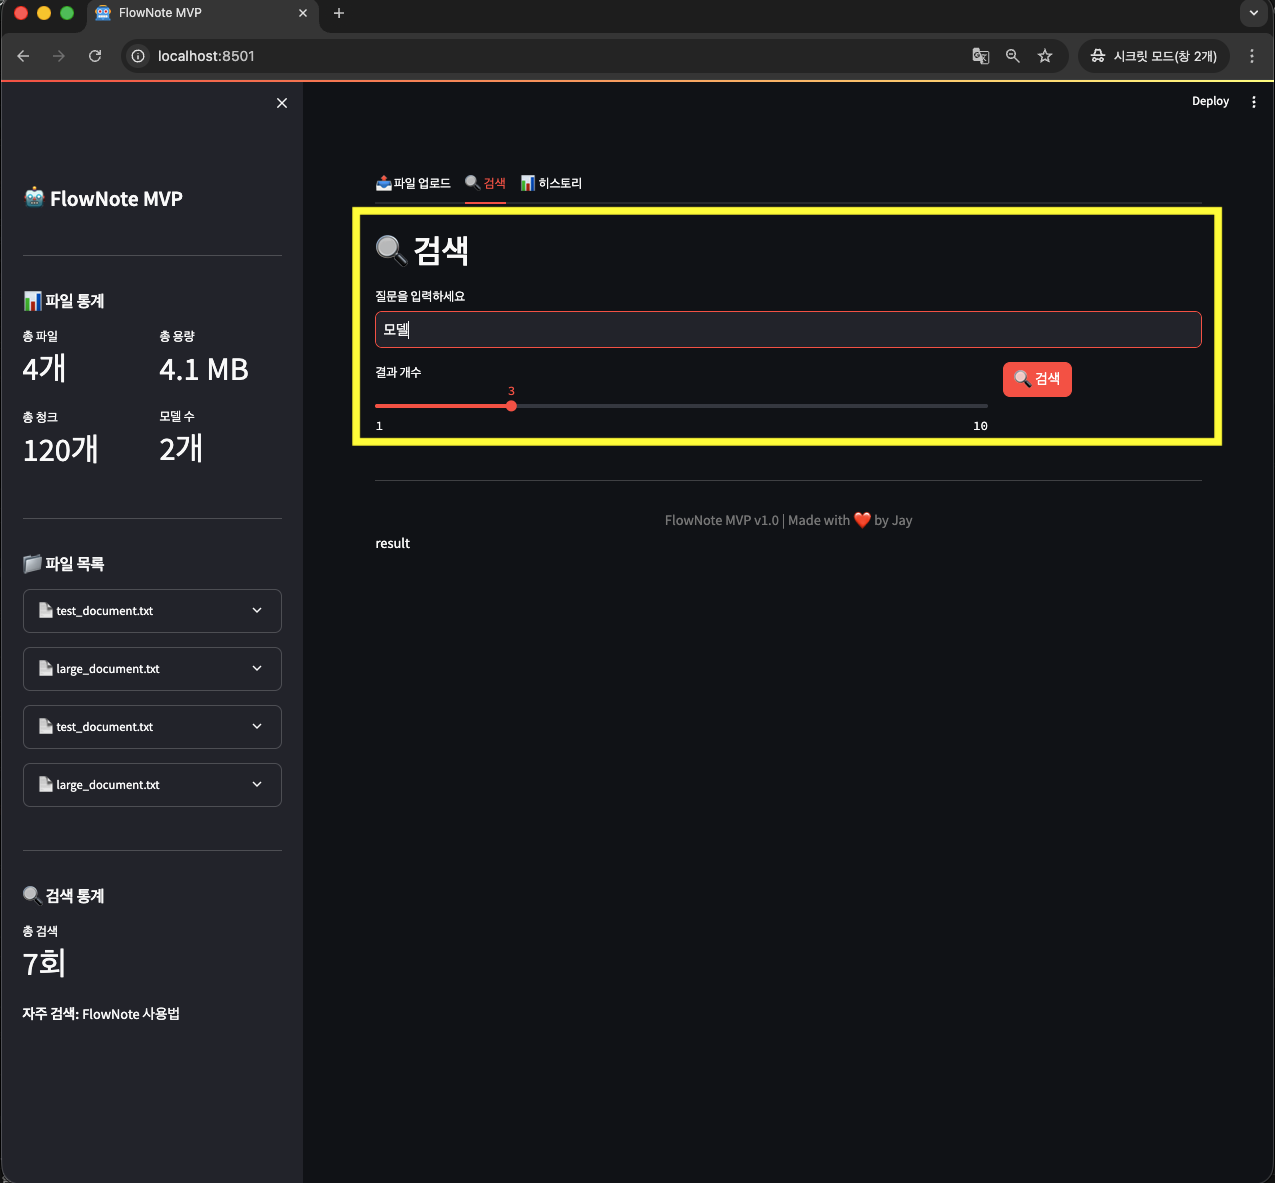 FlowNote MVP
localhost:8501
시크릿 모드(창 2개)
Deploy
FlowNote MVP
파일 통계
총 파일
총 용량
4개
4.1 MB
총 청크
모델 수
120개
2개
파일 목록
test_document.txt
large_document.txt
test_document.txt
large_document.txt
검색 통계
총 검색
7회
자주 검색: FlowNote 사용법
파일 업로드
검색
히스토리
검색
질문을 입력하세요
모델
결과 개수
3
1
10
검색
FlowNote MVP v1.0 | Made with ❤️ by Jay
result